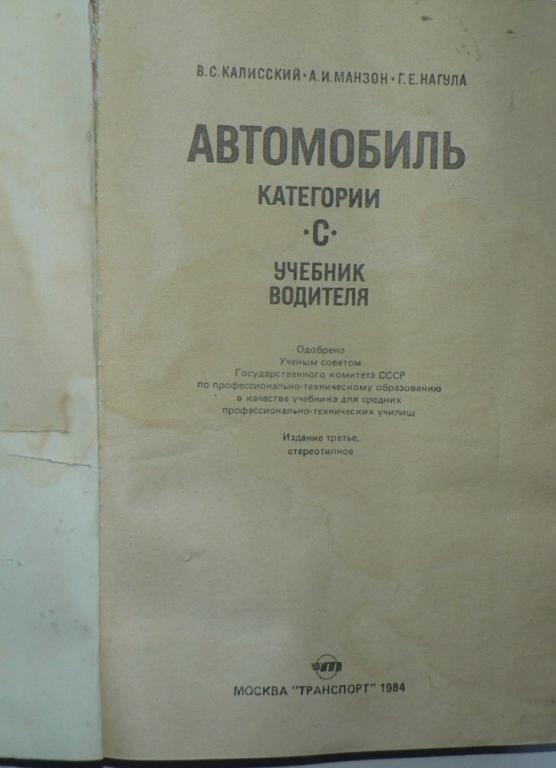 В.С.КАЛИССКИЙ·А.И.МАНЗОН·Г.Е.НАГУЛА
АВТОМОБИЛЬ
КАТЕГОРИИ
·С·
УЧЕБНИК
ВОДИТЕЛЯ
Одобрено
Ученым советом
Государственного комитета СССР
по профессионально-техническому образованию
в качестве учебника для средних
профессионально-технических училищ
Издание третье,
стереотипное
МОСКВА "ТРАНСПОРТ" 1984